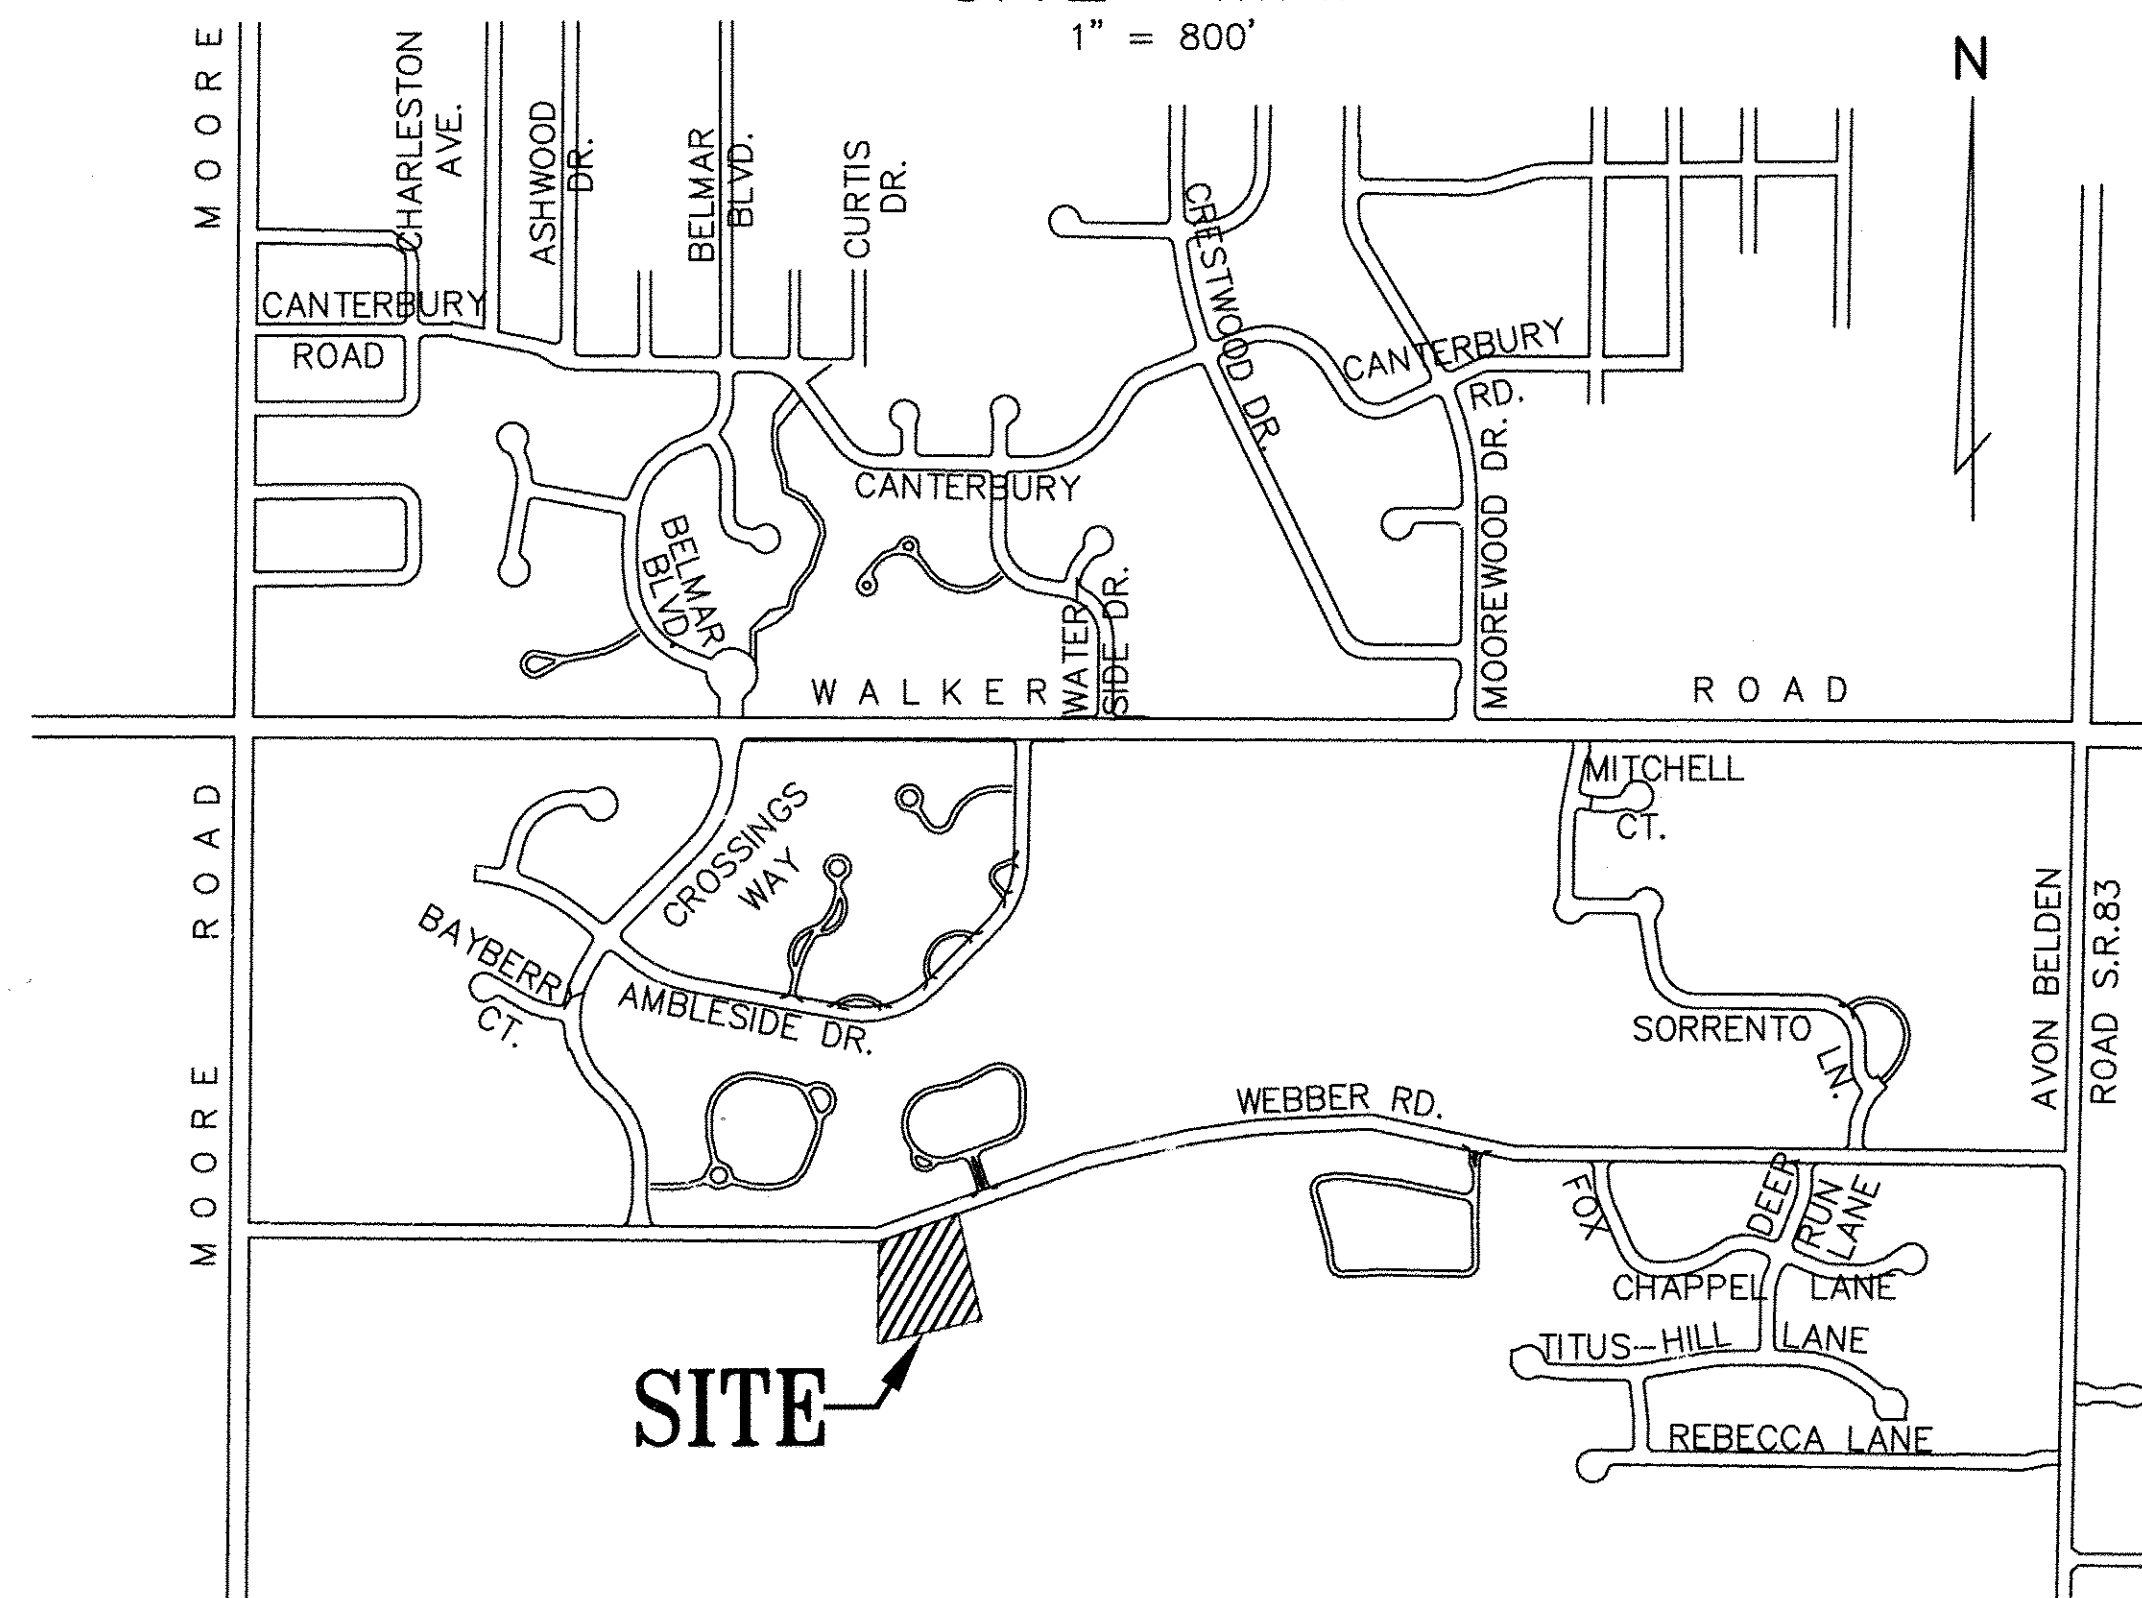 1" = 800'
N
MOORE
CHARLESTON
AVE.
ASHWOOD
DR.
BELMAR
BLVD.
CURTIS
DR.
CRESTWOOD DR.
CANTERBURY
ROAD
CANTERBURY
RD.
CANTERBURY
MOOREWOOD DR.
BELMAR
BLVD.
WATER
SIDE DR.
WALKER
ROAD
MITCHELL
CT.
CROSSINGS
WAY
MOORE ROAD
BAYBERRY
CT.
AMBLESIDE DR.
SORRENTO
LN.
AVON BELDEN
ROAD S.R.83
WEBBER RD.
FOX
DEER
RUN
LANE
CHAPPEL LANE
TITUS-HILL LANE
SITE
REBECCA LANE